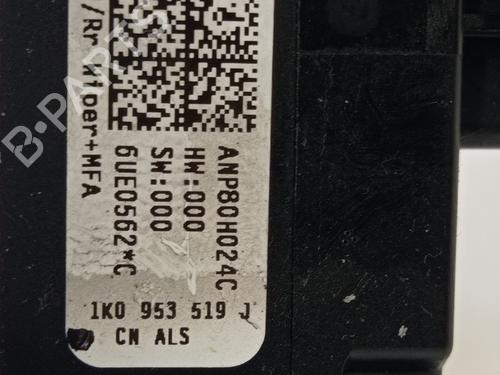 /Rr Wiper+MFA
ANP80H024C
HW:000
SW:000
6UE0562*C
1K0 953 519 J
CN ALS
B-PARTS